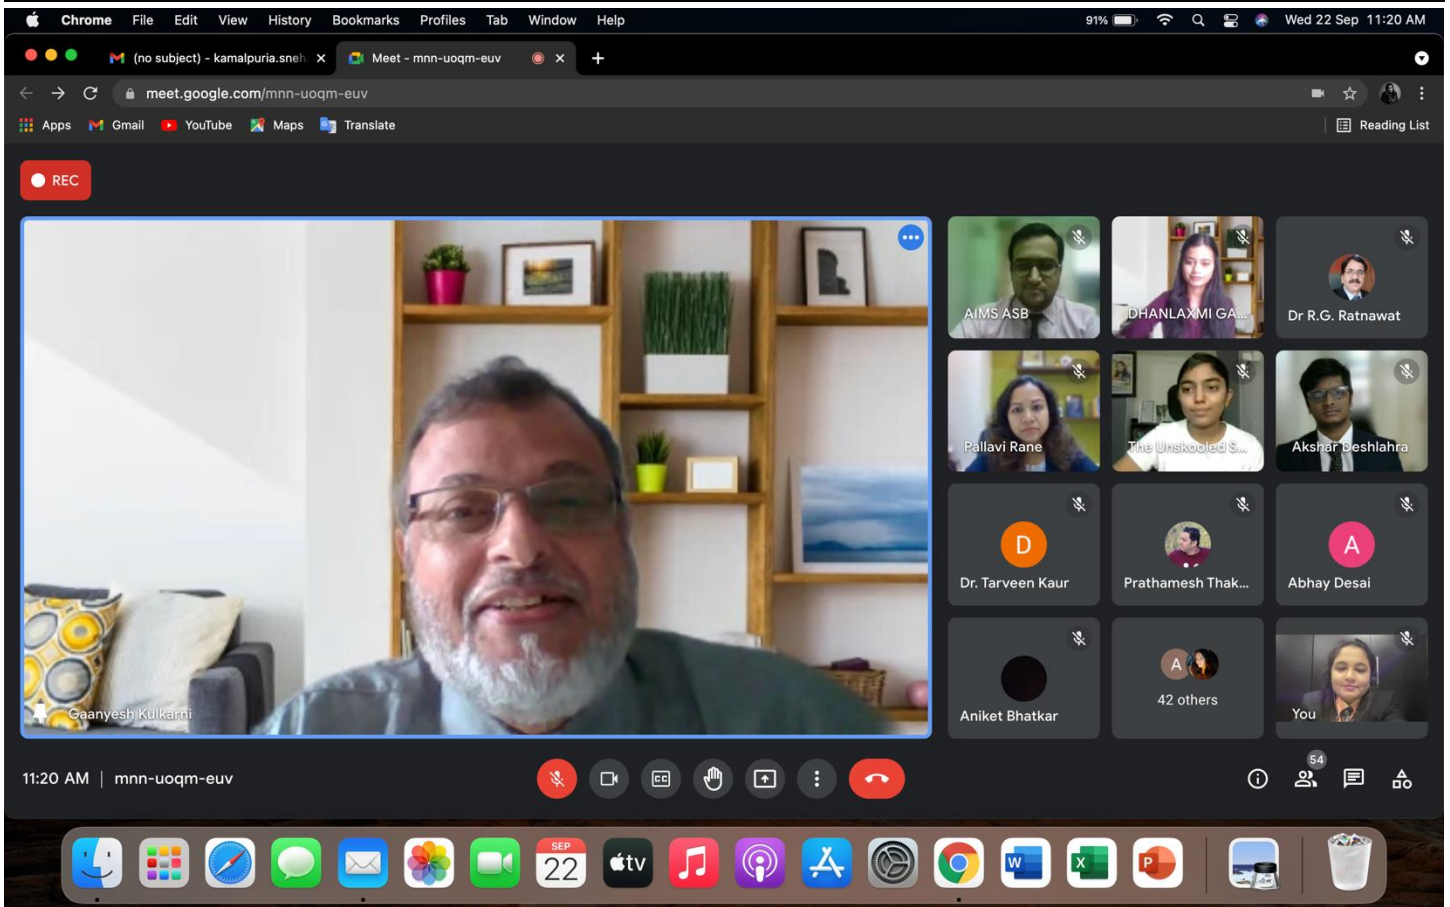 Chrome File Edit View History Bookmarks Profiles Tab Window Help 91% Wed 22 Sep 11:20 AM
(no subject) - kamalpuria.sneh Meet - mnn-uoqm-euv
meet.google.com/mnn-uoqm-euv
Apps Gmail YouTube Maps Translate Reading List
REC
AIMS ASB DHANLAXMI GA... Dr R.G. Ratnawat
Pallavi Rane The Unskooled S... Akshar Deshlahra
D A
Dr. Tarveen Kaur Prathamesh Thak... Abhay Desai
A
42 others
Gaanyesh Kulkarni Aniket Bhatkar You
54
11:20 AM | mnn-uoqm-euv CC
SEP
22 tv W X P